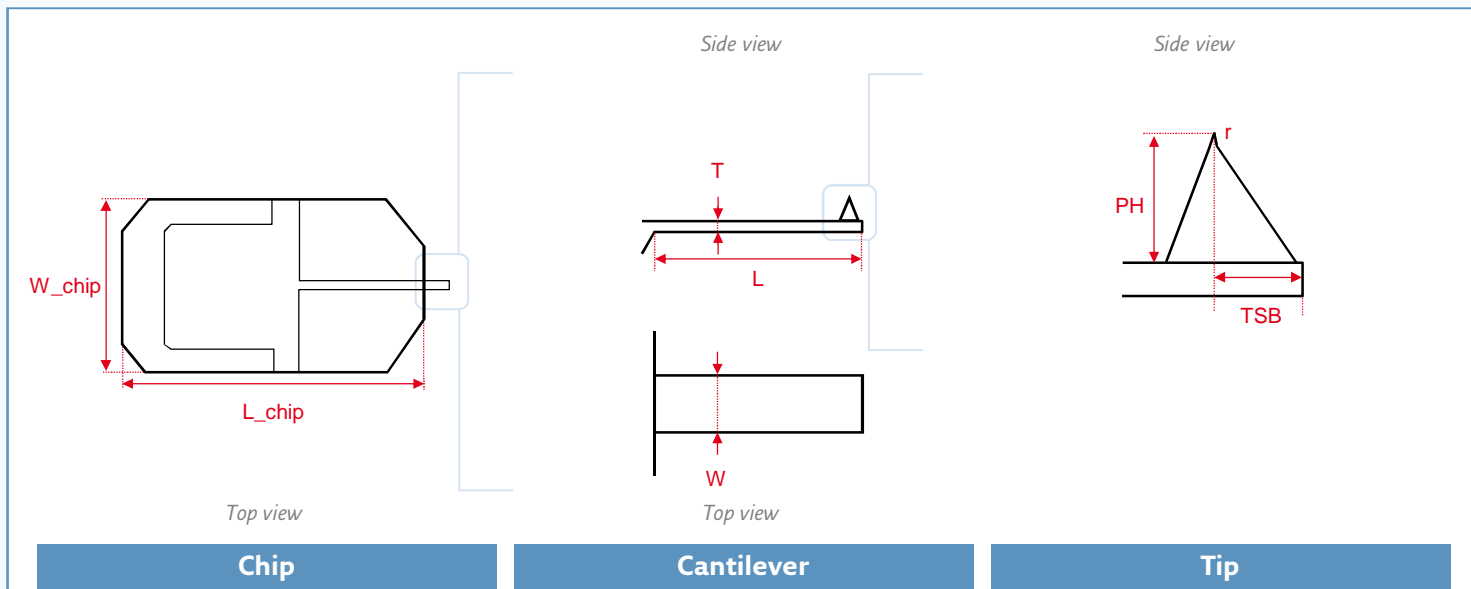 Side view
Side view
T
r
PH
W_chip
L
TSB
L_chip
W
Top view
Top view
Chip
Cantilever
Tip